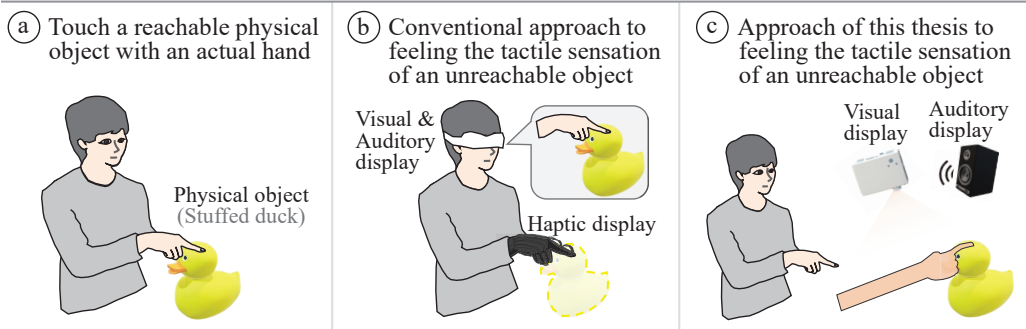 a Touch a reachable physical
object with an actual hand
Physical object
(Stuffed duck)
b Conventional approach to
feeling the tactile sensation
of an unreachable object
Visual &
Auditory
display
Haptic display
c Approach of this thesis to
feeling the tactile sensation
of an unreachable object
Visual
display
Auditory
display